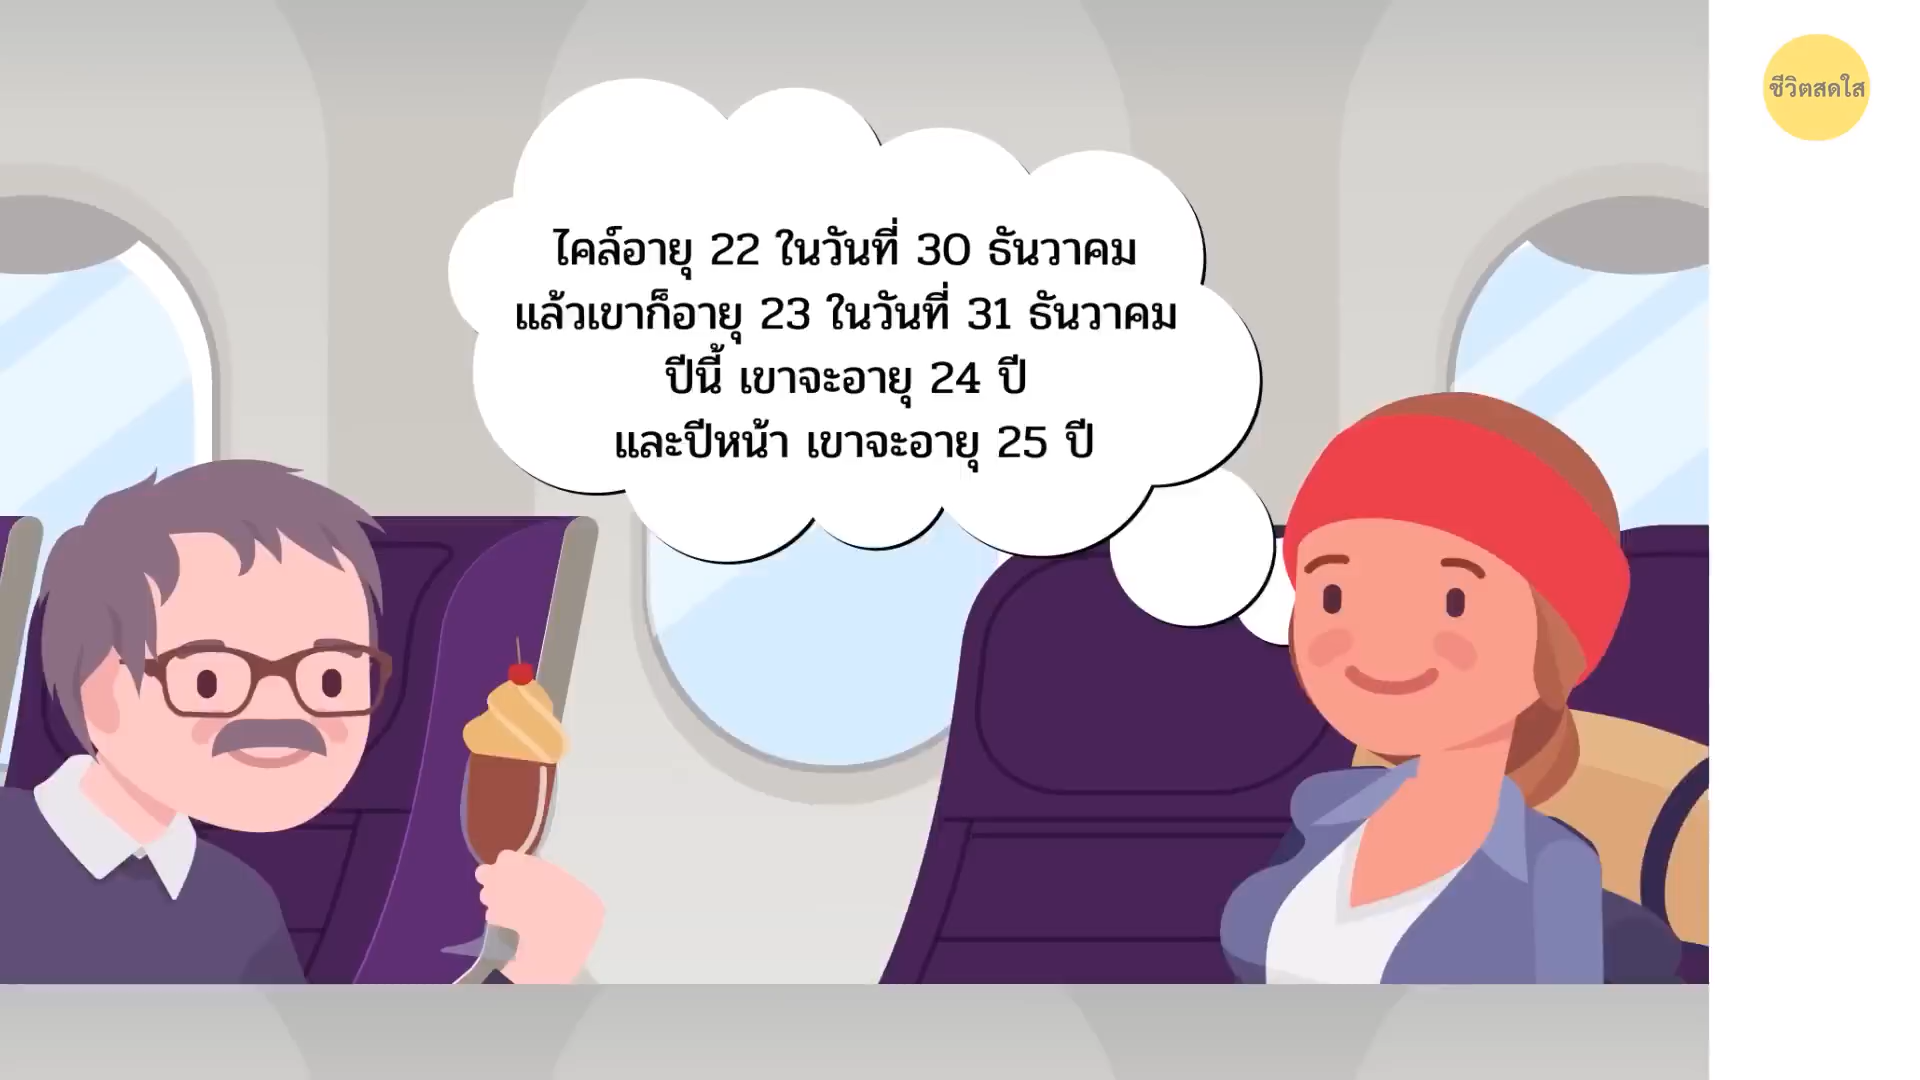 ชีวิตสดใส
ไคล์อายุ 22 ในวันที่ 30 ธันวาคม
แล้วเขาก็อายุ 23 ในวันที่ 31 ธันวาคม
ปีนี้ เขาจะอายุ 24 ปี
และปีหน้า เขาจะอายุ 25 ปี